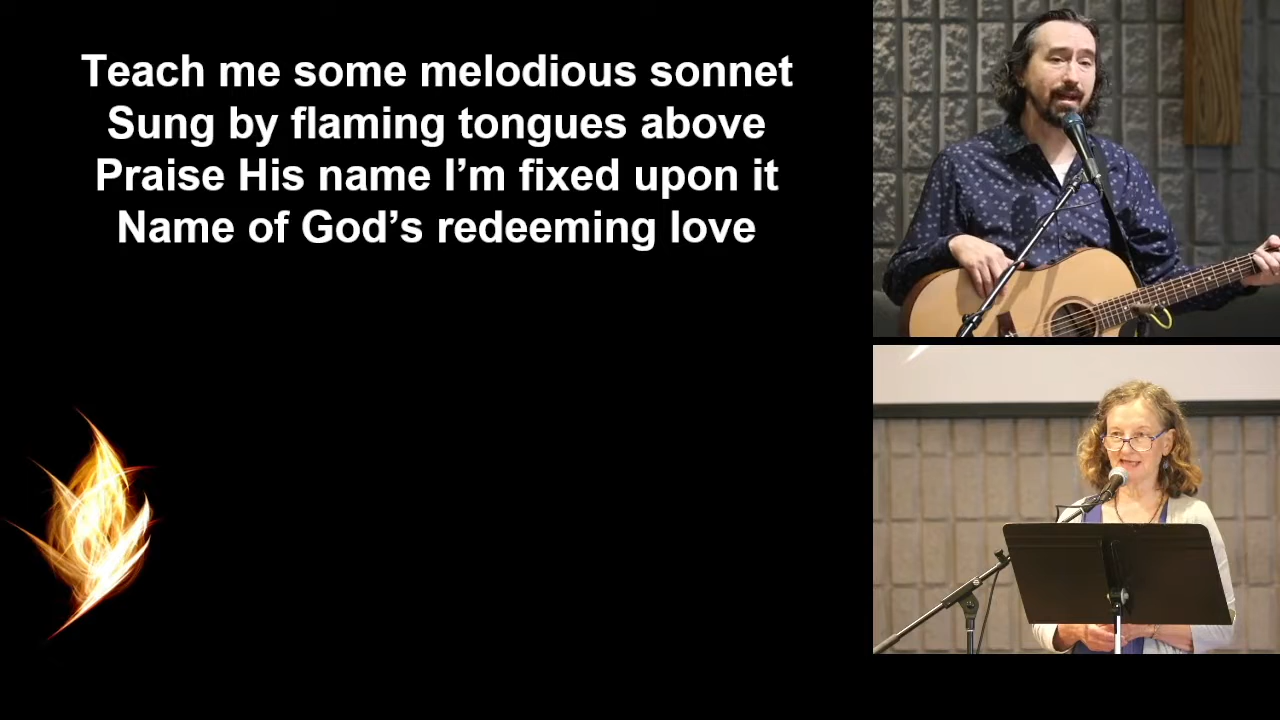 Teach me some melodious sonnet
Sung by flaming tongues above
Praise His name I’m fixed upon it
Name of God’s redeeming love